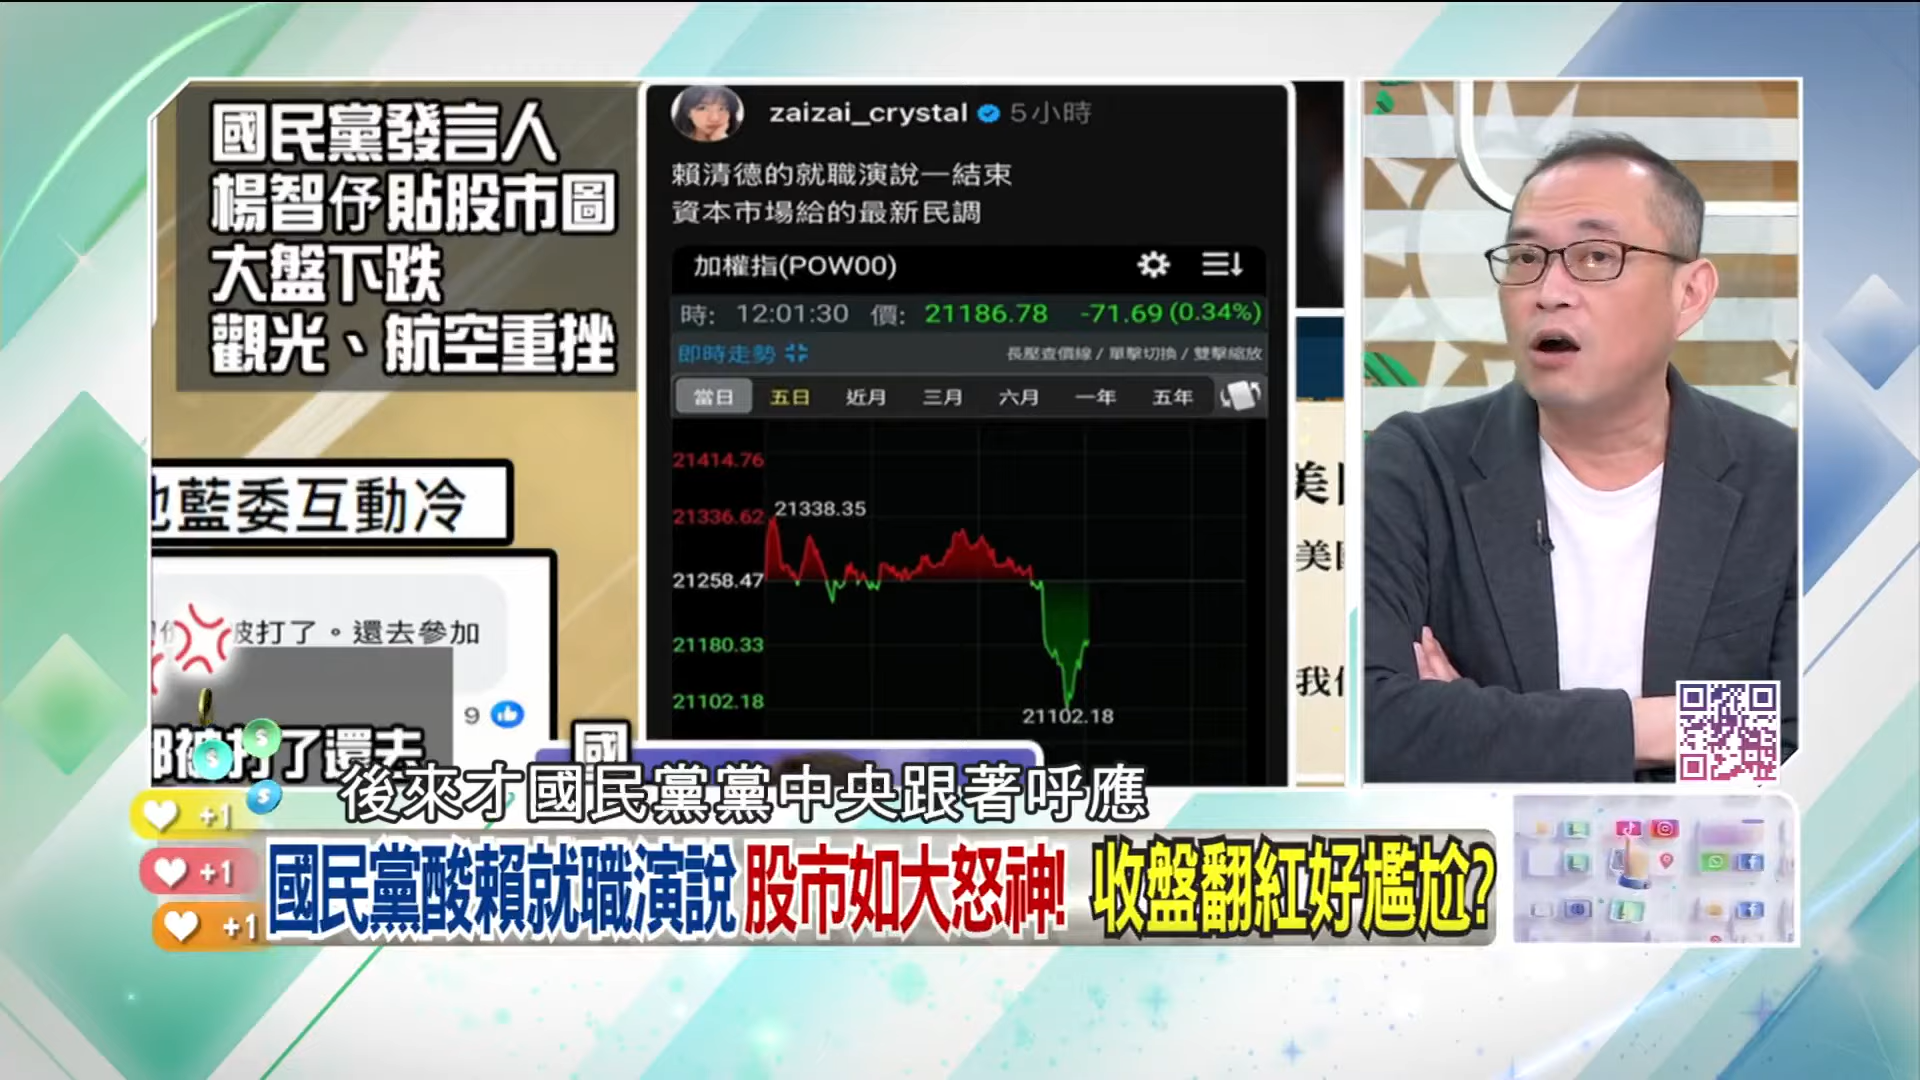 國民黨發言人
楊智伃貼股市圖
大盤下跌
觀光、航空重挫
藍委互動冷
被打了。還去參加
9
被打了還去
國
zaizai_crystal 5小時
賴清德的就職演說一結束
資本市場給的最新民調
加權指(POW00)
時: 12:01:30 價: 21186.78 -71.69 (0.34%)
即時走勢 長壓查價線 / 單擊切換 / 雙擊縮放
當日 五日 近月 三月 六月 一年 五年
21414.76
21338.35
21336.62
21258.47
21180.33
21102.18
21102.18
美
美
我
後來才國民黨黨中央跟著呼應
+1
+1
+1
國民黨酸賴就職演說 股市如大怒神! 收盤翻紅好尷尬?